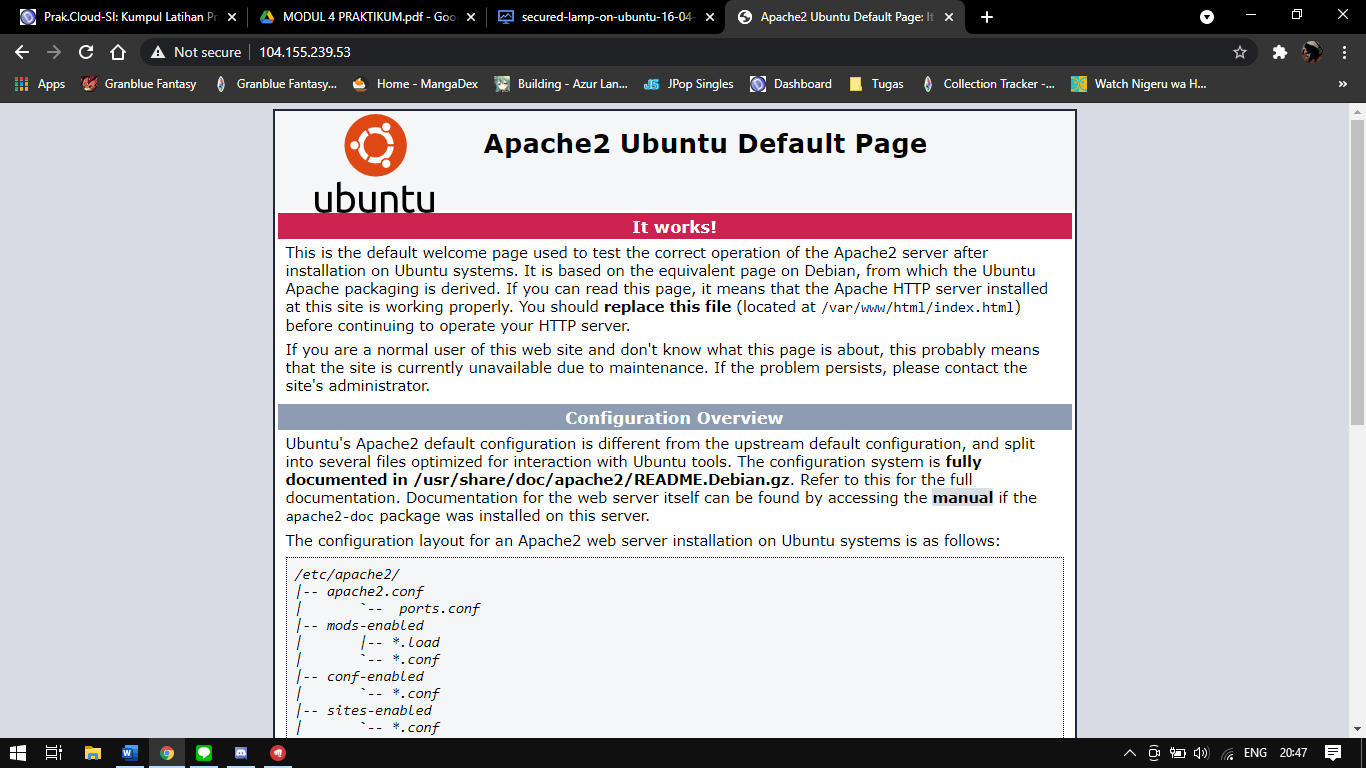 Prak.Cloud-SI: Kumpul Latihan Pr
MODUL 4 PRAKTIKUM.pdf - Goo
secured-lamp-on-ubuntu-16-04-
Apache2 Ubuntu Default Page: It
Not secure
104.155.239.53
Apps
Granblue Fantasy
Granblue Fantasy...
Home - MangaDex
Building - Azur Lan...
JPop Singles
Dashboard
Tugas
Collection Tracker -...
Watch Nigeru wa H...
»
ubuntu
Apache2 Ubuntu Default Page
It works!
This is the default welcome page used to test the correct operation of the Apache2 server after
installation on Ubuntu systems. It is based on the equivalent page on Debian, from which the Ubuntu
Apache packaging is derived. If you can read this page, it means that the Apache HTTP server installed
at this site is working properly. You should replace this file (located at /var/www/html/index.html)
before continuing to operate your HTTP server.
If you are a normal user of this web site and don't know what this page is about, this probably means
that the site is currently unavailable due to maintenance. If the problem persists, please contact the
site's administrator.
Configuration Overview
Ubuntu's Apache2 default configuration is different from the upstream default configuration, and split
into several files optimized for interaction with Ubuntu tools. The configuration system is fully
documented in /usr/share/doc/apache2/README.Debian.gz. Refer to this for the full
documentation. Documentation for the web server itself can be found by accessing the manual if the
apache2-doc package was installed on this server.
The configuration layout for an Apache2 web server installation on Ubuntu systems is as follows:
/etc/apache2/
|-- apache2.conf
|       `--  ports.conf
|-- mods-enabled
|       |-- *.load
|       `-- *.conf
|-- conf-enabled
|       `-- *.conf
|-- sites-enabled
|       `-- *.conf
ENG
20:47